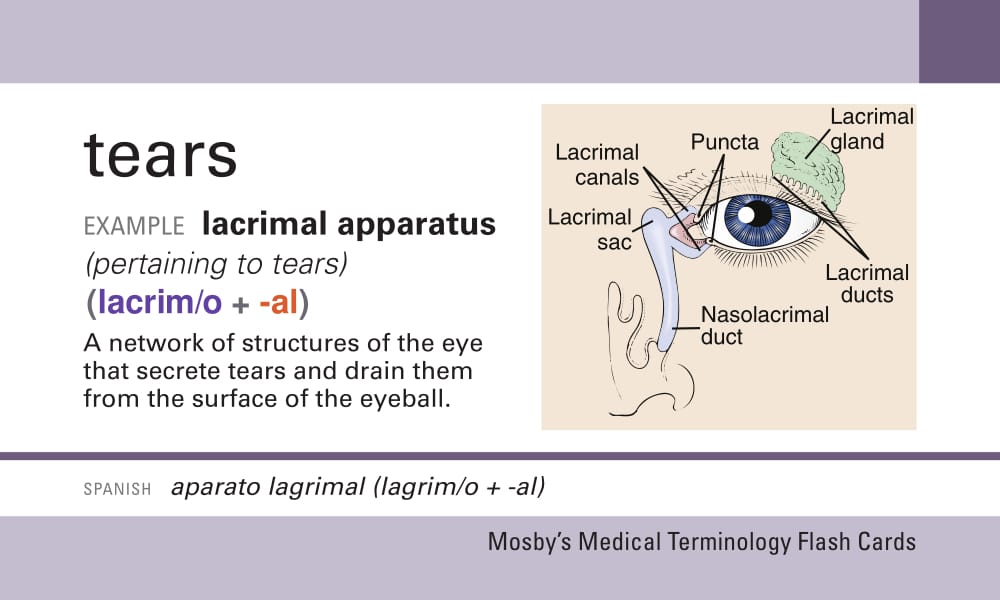 tears
EXAMPLE lacrimal apparatus
(pertaining to tears)
(lacrim/o + -al)
A network of structures of the eye
that secrete tears and drain them
from the surface of the eyeball.
Lacrimal
gland
Puncta
Lacrimal
canals
Lacrimal
sac
Lacrimal
ducts
Nasolacrimal
duct
SPANISH aparato lagrimal (lagrim/o + -al)
Mosby's Medical Terminology Flash Cards